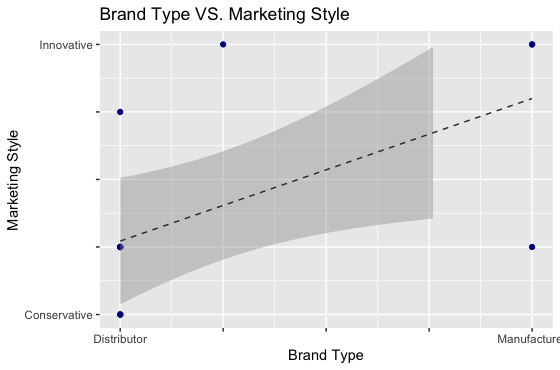 Brand Type VS. Marketing Style
Innovative
Marketing Style
Conservative
Distributor
Manufacture
Brand Type